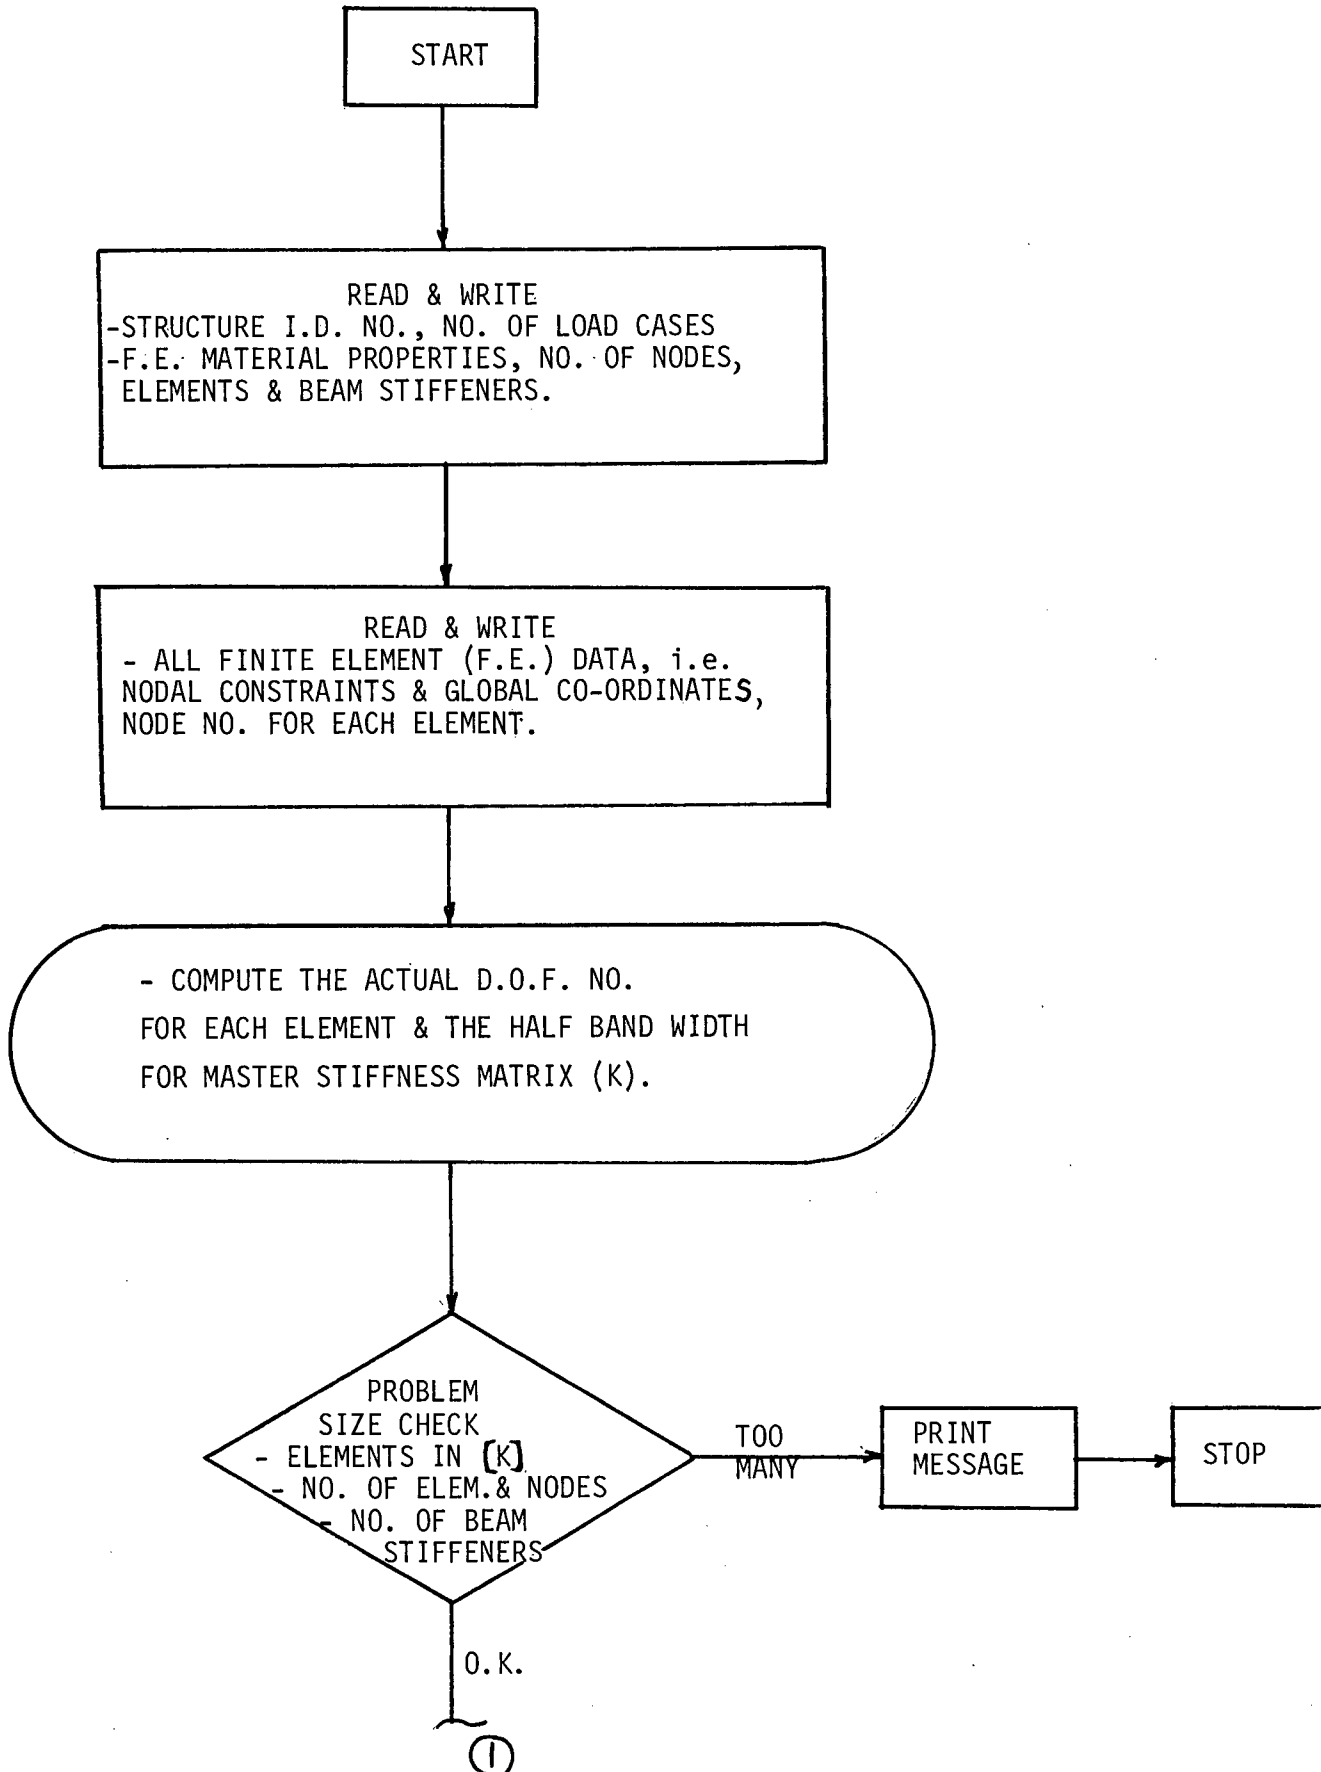 START
READ & WRITE
-STRUCTURE I.D. NO., NO. OF LOAD CASES
-F.E. MATERIAL PROPERTIES, NO. OF NODES,
ELEMENTS & BEAM STIFFENERS.
READ & WRITE
- ALL FINITE ELEMENT (F.E.) DATA, i.e.
NODAL CONSTRAINTS & GLOBAL CO-ORDINATES,
NODE NO. FOR EACH ELEMENT.
- COMPUTE THE ACTUAL D.O.F. NO.
FOR EACH ELEMENT & THE HALF BAND WIDTH
FOR MASTER STIFFNESS MATRIX (K).
PROBLEM
SIZE CHECK
- ELEMENTS IN [K]
- NO. OF ELEM.& NODES
- NO. OF BEAM
STIFFENERS
TOO
MANY
PRINT
MESSAGE
STOP
O.K.
1